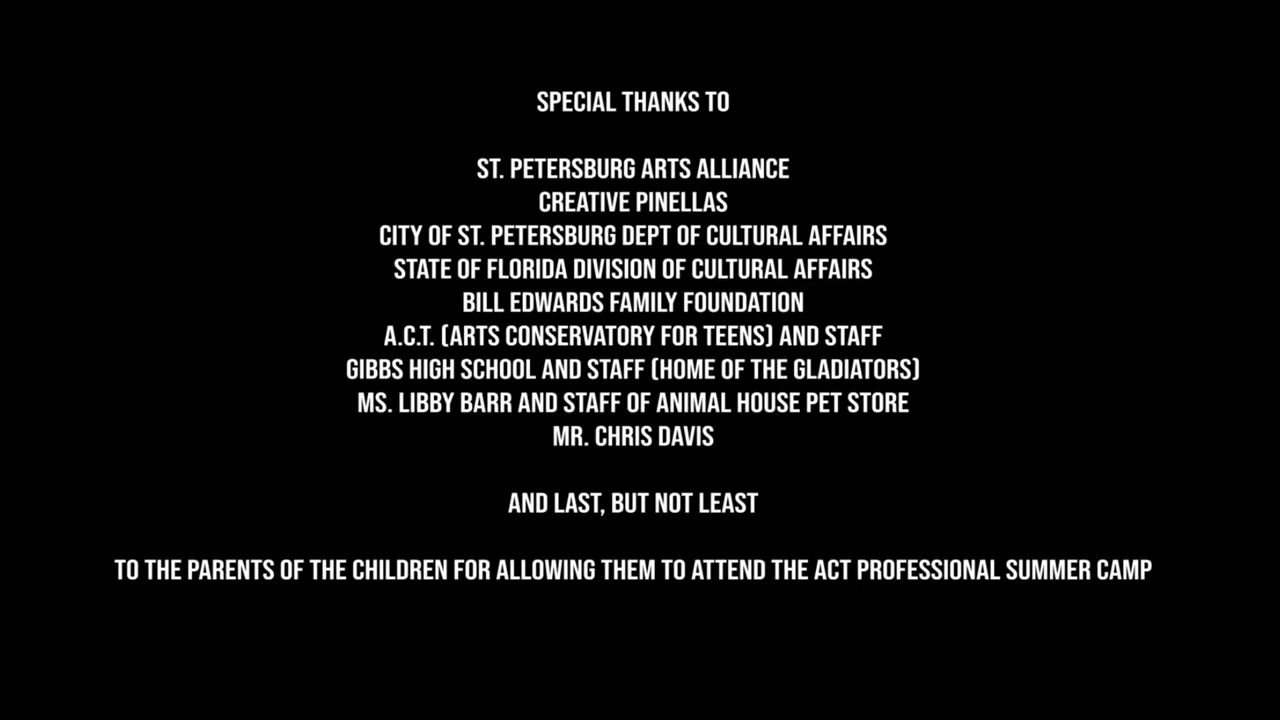 SPECIAL THANKS TO
ST. PETERSBURG ARTS ALLIANCE
CREATIVE PINELLAS
CITY OF ST. PETERSBURG DEPT OF CULTURAL AFFAIRS
STATE OF FLORIDA DIVISION OF CULTURAL AFFAIRS
BILL EDWARDS FAMILY FOUNDATION
A.C.T. (ARTS CONSERVATORY FOR TEENS) AND STAFF
GIBBS HIGH SCHOOL AND STAFF (HOME OF THE GLADIATORS)
MS. LIBBY BARR AND STAFF OF ANIMAL HOUSE PET STORE
MR. CHRIS DAVIS
AND LAST, BUT NOT LEAST
TO THE PARENTS OF THE CHILDREN FOR ALLOWING THEM TO ATTEND THE ACT PROFESSIONAL SUMMER CAMP